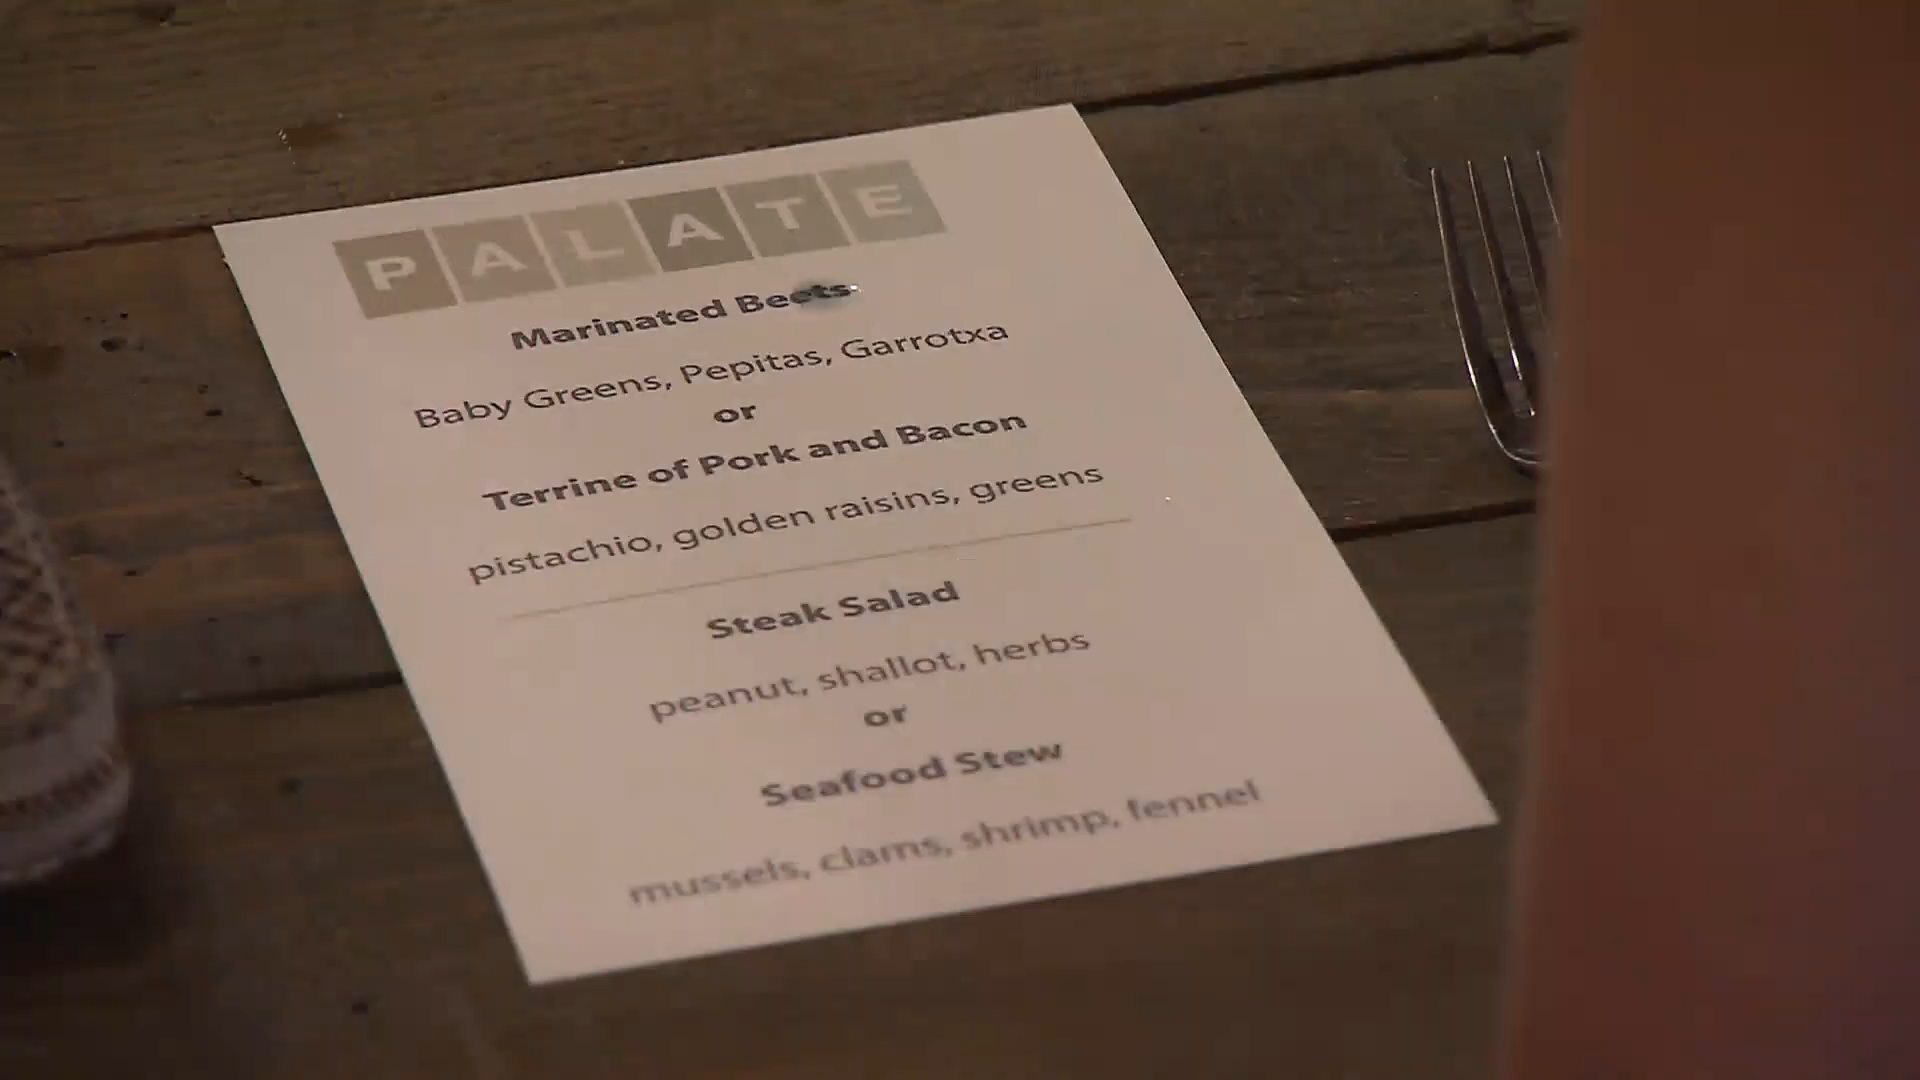 PALATE
Marinated Beets
Baby Greens, Pepitas, Garrotxa
or
Terrine of Pork and Bacon
pistachio, golden raisins, greens
Steak Salad
peanut, shallot, herbs
or
Seafood Stew
mussels, clams, shrimp, fennel